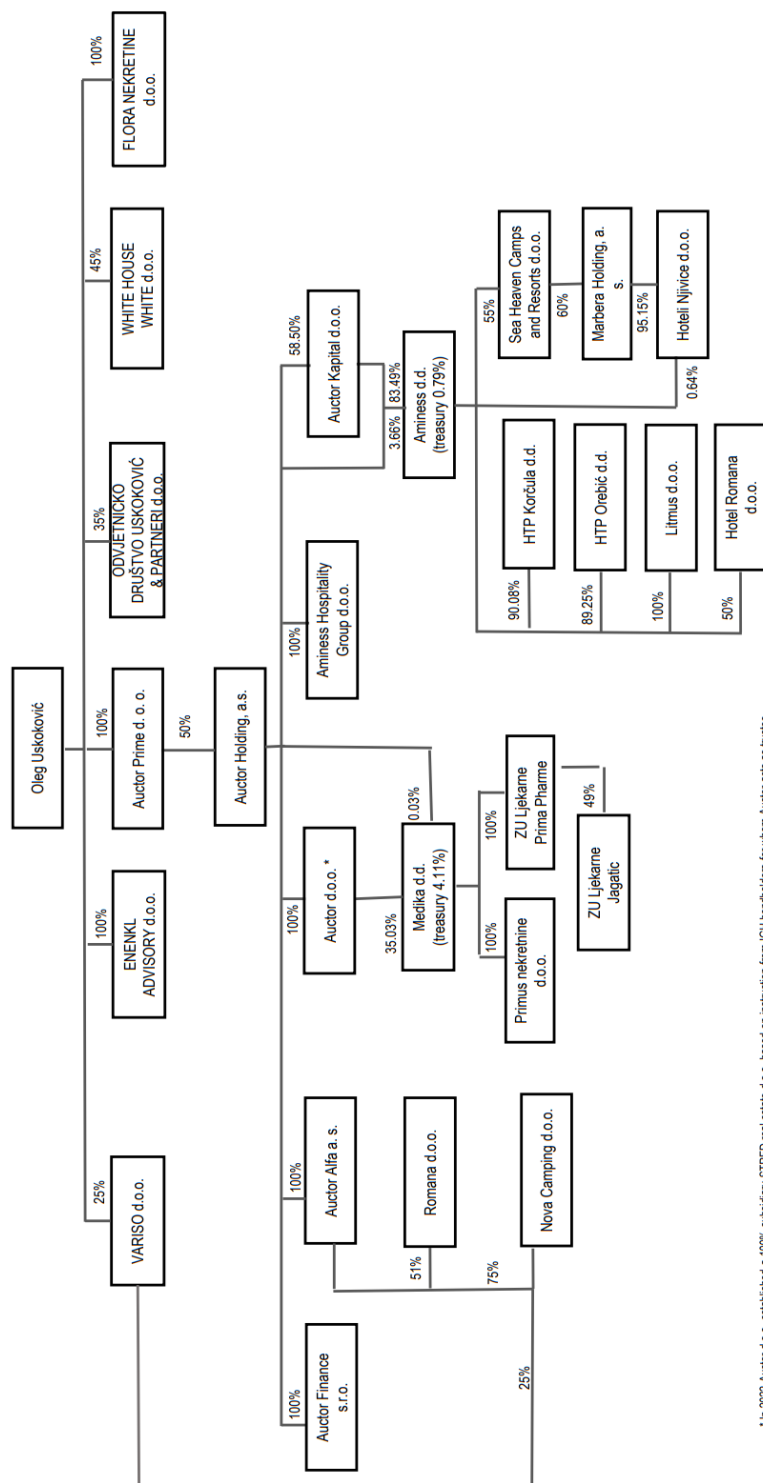 Oleg Uskoković
25%
100%
100%
35%
45%
100%
VARISO d.o.o.
ENENKL
ADVISORY d.o.o.
Auctor Prime d. o. o.
ODVJETNICKO
DRUŠTVO USKOKOVIĆ
& PARTNERI d.o.o.
WHITE HOUSE
WHITE d.o.o.
FLORA NEKRETINE
d.o.o.
50%
Auctor Holding, a.s.
100%
100%
100%
100%
58.50%
Auctor Finance
s.r.o.
Auctor Alfa a. s.
Auctor d.o.o. *
Aminess Hospitality
Group d.o.o.
Auctor Kapital d.o.o.
35.03%
0.03%
3.66%
83.49%
51%
Romana d.o.o.
Medika d.d.
(treasury 4.11%)
Aminess d.d.
(treasury 0.79%)
75%
25%
Nova Camping d.o.o.
100%
100%
Primus nekretnine
d.o.o.
ZU Ljekarne
Prima Pharme
49%
ZU Ljekarne
Jagatic
90.08%
HTP Korčula d.d.
89.25%
HTP Orebić d.d.
100%
Litmus d.o.o.
50%
Hotel Romana
d.o.o.
55%
Sea Heaven Camps
and Resorts d.o.o.
60%
Marbera Holding, a.
s.
95.15%
0.64%
Hoteli Njivice d.o.o.